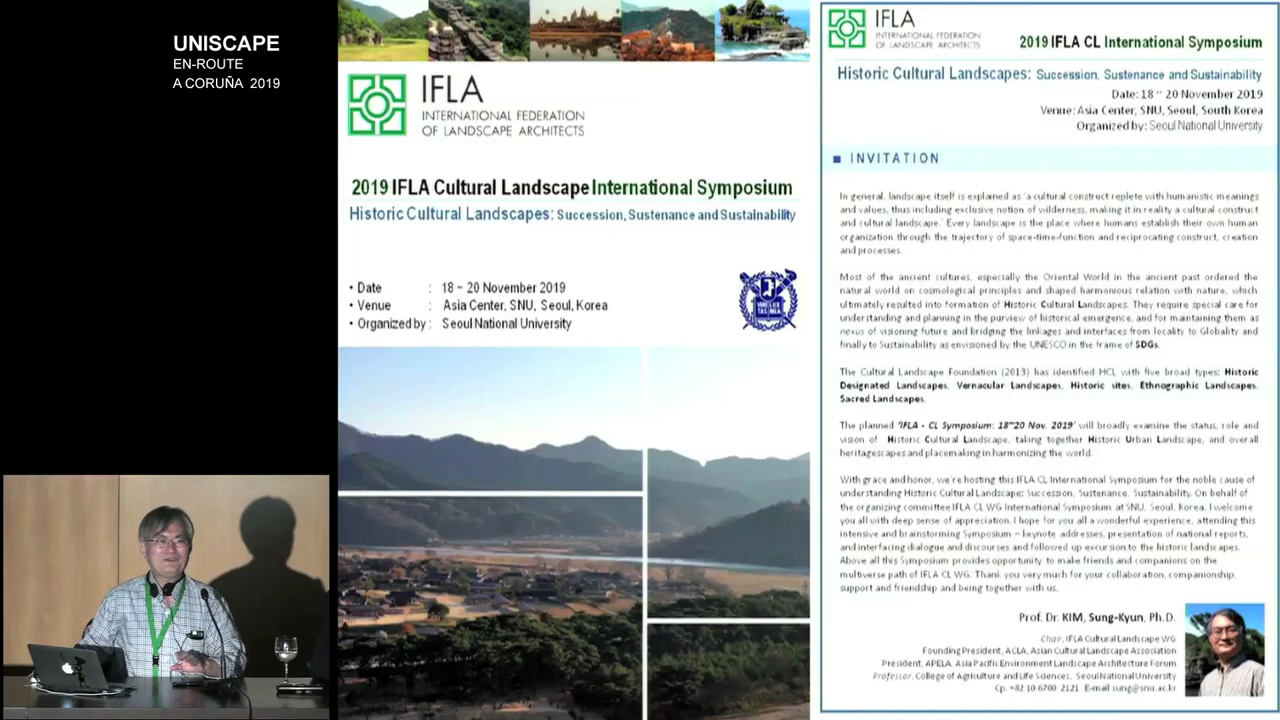 UNISCAPE
EN-ROUTE
A CORUÑA 2019
IFLA
INTERNATIONAL FEDERATION
OF LANDSCAPE ARCHITECTS
2019 IFLA Cultural Landscape International Symposium
Historic Cultural Landscapes: Succession, Sustenance and Sustainability
• Date : 18 ~ 20 November 2019
• Venue : Asia Center, SNU, Seoul, Korea
• Organized by : Seoul National University
IFLA
INTERNATIONAL FEDERATION
OF LANDSCAPE ARCHITECTS
2019 IFLA CL International Symposium
Historic Cultural Landscapes: Succession, Sustenance and Sustainability
Date: 18 ~ 20 November 2019
Venue: Asia Center, SNU, Seoul, South Korea
Organized by: Seoul National University
■ INVITATION
In general, landscape itself is explained as 'a cultural construct replete with humanistic meanings
and values, thus including exclusive notion of wilderness, making it in reality a cultural construct
and cultural landscape.' Every landscape is the place where humans establish their own human
organization through the trajectory of space-time-function and reciprocating construct, creation
and processes.
Most of the ancient cultures, especially the Oriental World in the ancient past ordered the
natural world on cosmological principles and shaped harmonious relation with nature, which
ultimately resulted into formation of Historic Cultural Landscapes. They require special care for
understanding and planning in the purview of historical emergence, and for maintaining them as
nexus of visioning future and bridging the linkages and interfaces from locality to Globality and
finally to Sustainability as envisioned by the UNESCO in the frame of SDGs.
The Cultural Landscape Foundation (2013) has identified HCL with five broad types: Historic
Designated Landscapes, Vernacular Landscapes, Historic sites, Ethnographic Landscapes,
Sacred Landscapes.
The planned 'IFLA - CL Symposium: 18~20 Nov. 2019' will broadly examine the status, role and
vision of Historic Cultural Landscape, taking together Historic Urban Landscape, and overall
heritagescapes and placemaking in harmonizing the world.
With grace and honor, we're hosting this IFLA CL International Symposium for the noble cause of
understanding Historic Cultural Landscape: Succession, Sustenance, Sustainability. On behalf of
the organizing committee IFLA CL WG International Symposium at SNU, Seoul, Korea, I welcome
you all with deep sense of appreciation. I hope for you all a wonderful experience, attending this
intensive and brainstorming Symposium – keynote addresses, presentation of national reports,
and interfacing dialogue and discourses and followed up excursion to the historic landscapes.
Above all this Symposium provides opportunity to make friends and companions on the
multiverse path of IFLA CL WG. Thank you very much for your collaboration, companionship,
support and friendship and being together with us.
Prof. Dr. KIM, Sung-Kyun, Ph.D.
Chair, IFLA Cultural Landscape WG
Founding President, ACLA, Asian Cultural Landscape Association
President, APELA, Asia Pacific Environment Landscape Architecture Forum
Professor, College of Agriculture and Life Sciences, Seoul National University
Cp. +82 10 6700 2121 E-mail sung@snu.ac.kr